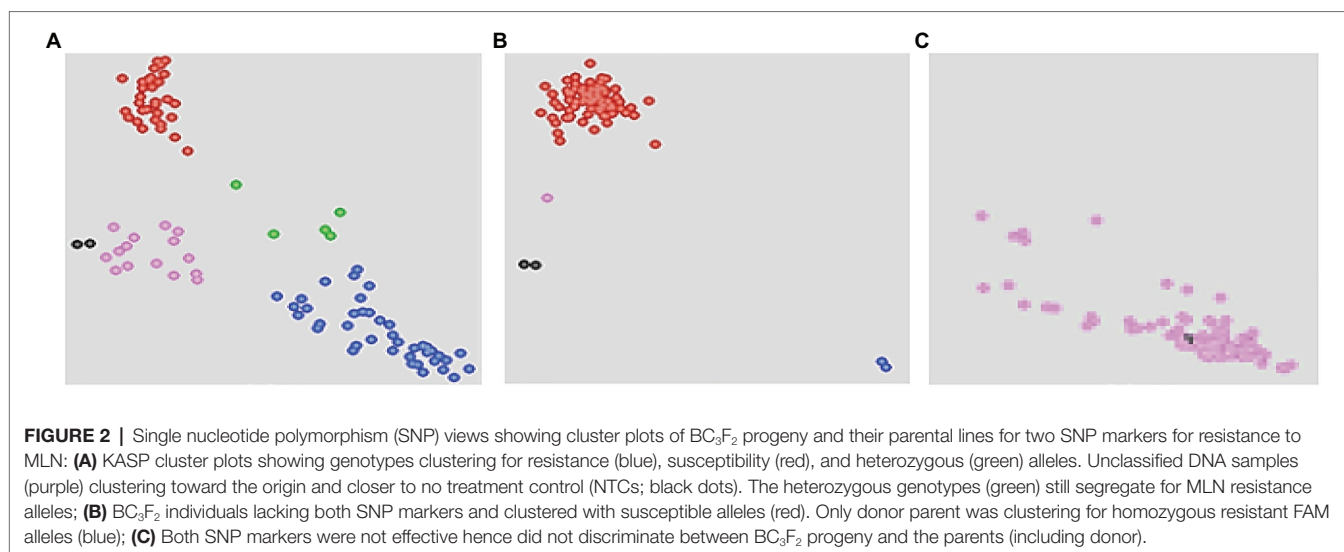 A B C
FIGURE 2 | Single nucleotide polymorphism (SNP) views showing cluster plots of BC₃F₂ progeny and their parental lines for two SNP markers for resistance to
MLN: (A) KASP cluster plots showing genotypes clustering for resistance (blue), susceptibility (red), and heterozygous (green) alleles. Unclassified DNA samples
(purple) clustering toward the origin and closer to no treatment control (NTCs; black dots). The heterozygous genotypes (green) still segregate for MLN resistance
alleles; (B) BC₃F₂ individuals lacking both SNP markers and clustered with susceptible alleles (red). Only donor parent was clustering for homozygous resistant FAM
alleles (blue); (C) Both SNP markers were not effective hence did not discriminate between BC₃F₂ progeny and the parents (including donor).